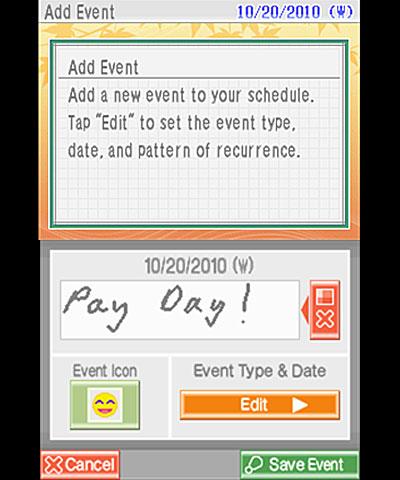 Add Event 10/20/2010 (W)
Add Event
Add a new event to your schedule.
Tap "Edit" to set the event type,
date, and pattern of recurrence.
10/20/2010 (W)
Pay Day!
Event Icon
Event Type & Date
Edit
Cancel
Save Event